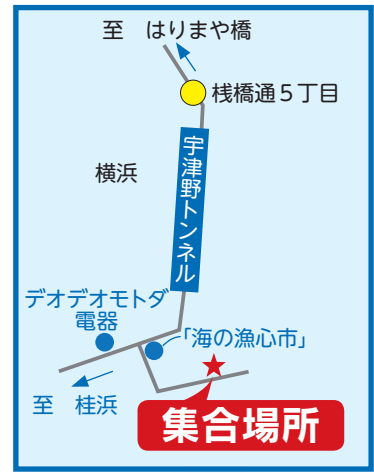 至　はりまや橋
桟橋通５丁目
宇津野トンネル
横浜
デオデオモトダ
電器
「海の漁心市」
至　桂浜
集合場所